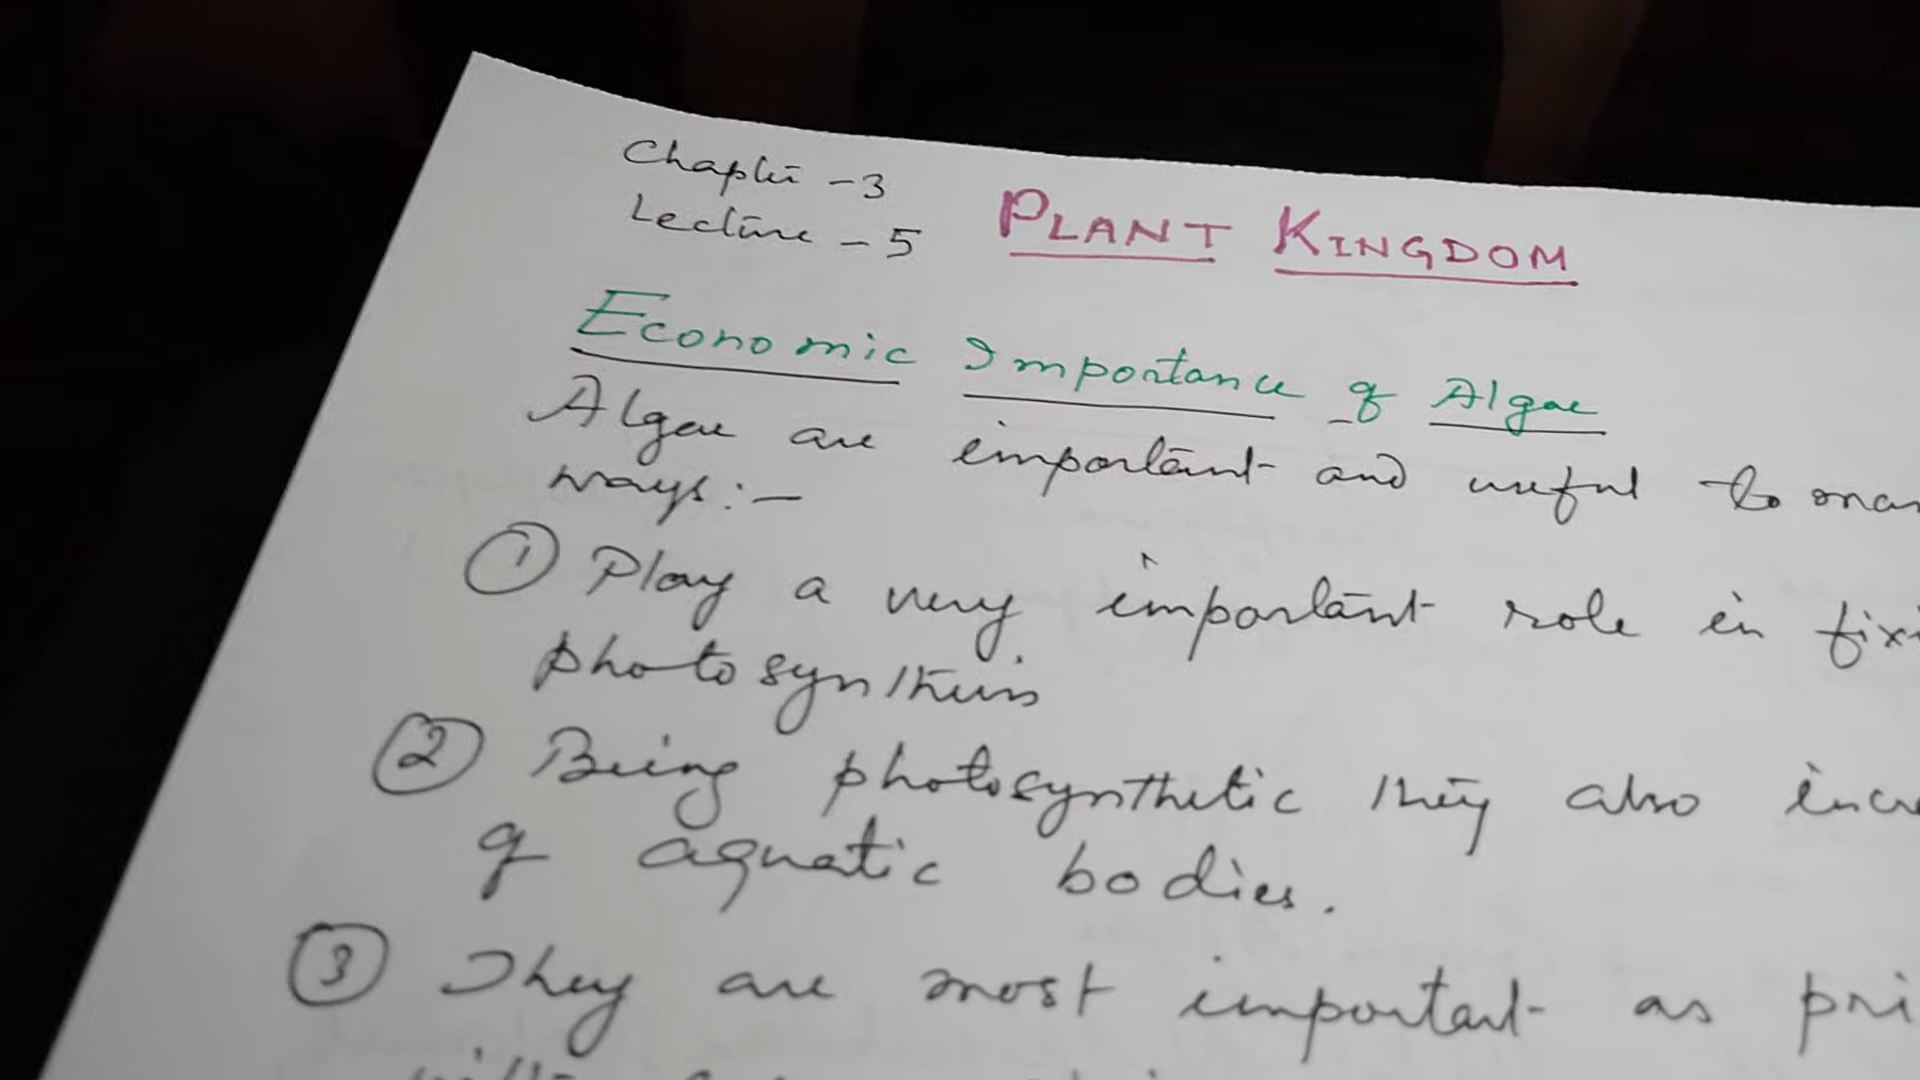 Chapter - 3
Lecture - 5
PLANT KINGDOM
Economic Importance of Algae
Algae are important and useful to
ways:-
① Play a very important role in
photosynthesis
② Being photosynthetic they also
of aquatic bodies.
③ They are most important as